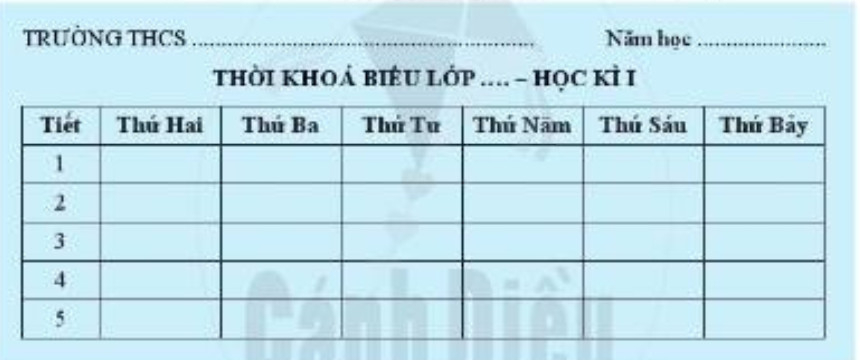 TRƯỜNG THCS ........................................................ Năm học .......................
THỜI KHOÁ BIỂU LỚP .... – HỌC KÌ I
Tiết Thứ Hai Thứ Ba Thứ Tư Thứ Năm Thứ Sáu Thứ Bảy
1
2
3
4
5
Cánh Diều